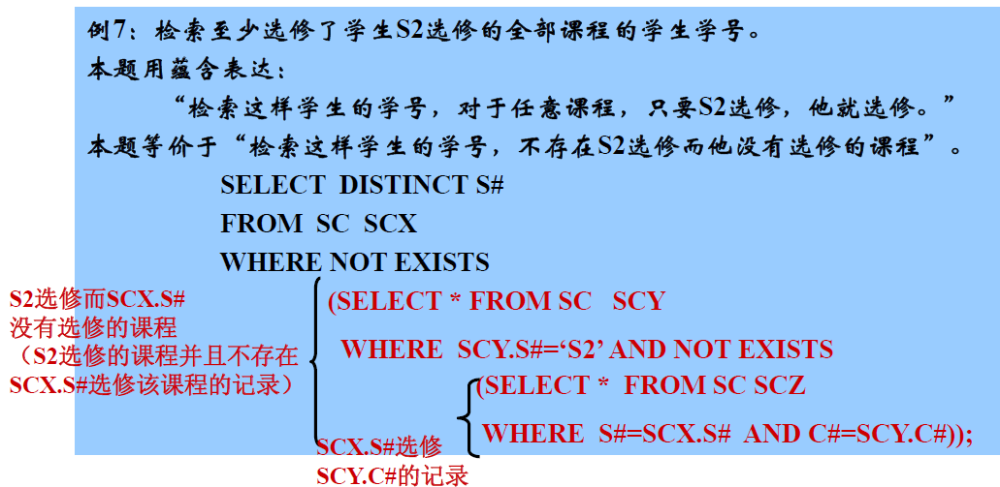 例7：检索至少选修了学生S2选修的全部课程的学生学号。
本题用蕴含表达：
“检索这样学生的学号，对于任意课程，只要S2选修，他就选修。”
本题等价于“检索这样学生的学号，不存在S2选修而他没有选修的课程”。
SELECT DISTINCT S#
FROM SC SCX
WHERE NOT EXISTS
S2选修而SCX.S#
没有选修的课程
（S2选修的课程并且不存在
SCX.S#选修该课程的记录）
(SELECT * FROM SC SCY
WHERE SCY.S#=‘S2’ AND NOT EXISTS
(SELECT * FROM SC SCZ
WHERE S#=SCX.S# AND C#=SCY.C#));
SCX.S#选修
SCY.C#的记录